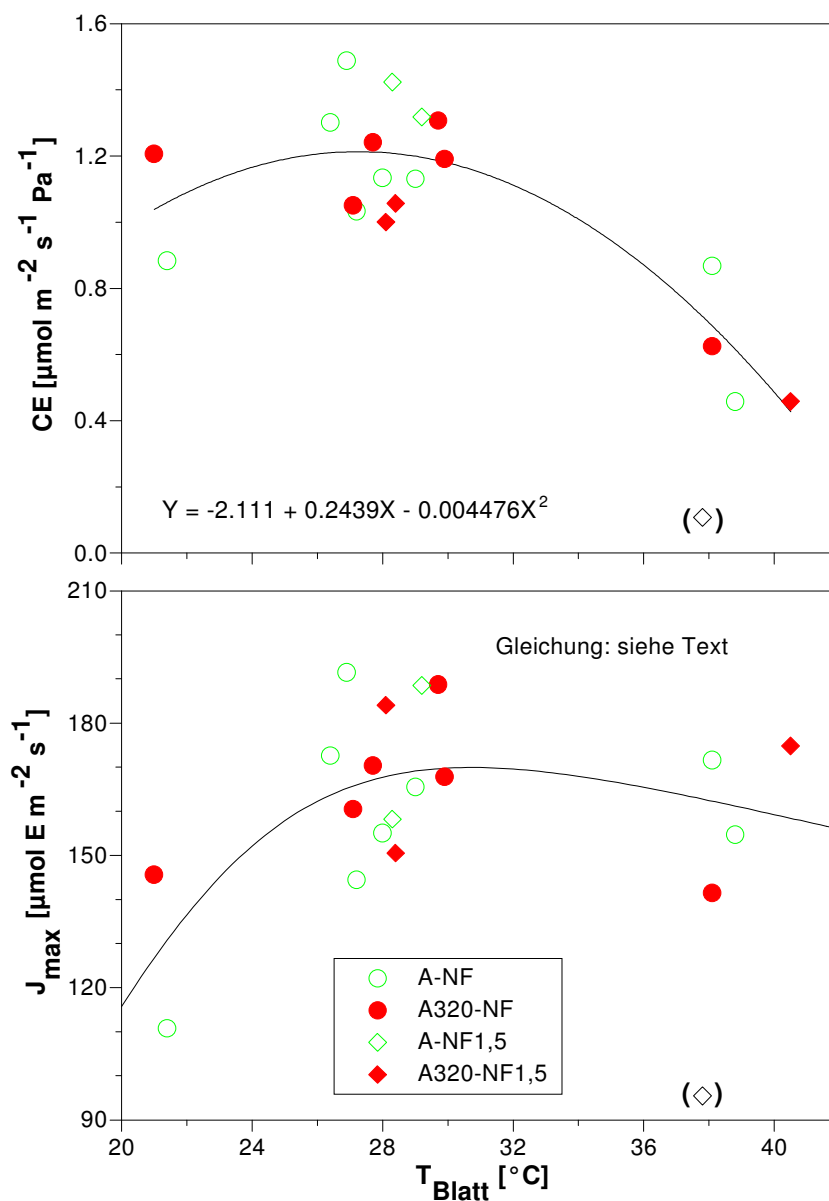 1.6
1.2
0.8
0.4
0.0
CE [µmol m⁻² s⁻¹ Pa⁻¹]
Y = -2.111 + 0.2439X - 0.004476X²
( )
210
180
150
120
90
J_max [µmol E m⁻² s⁻¹]
Gleichung: siehe Text
A-NF
A320-NF
A-NF1,5
A320-NF1,5
( )
20 24 28 32 36 40
T_Blatt [°C]